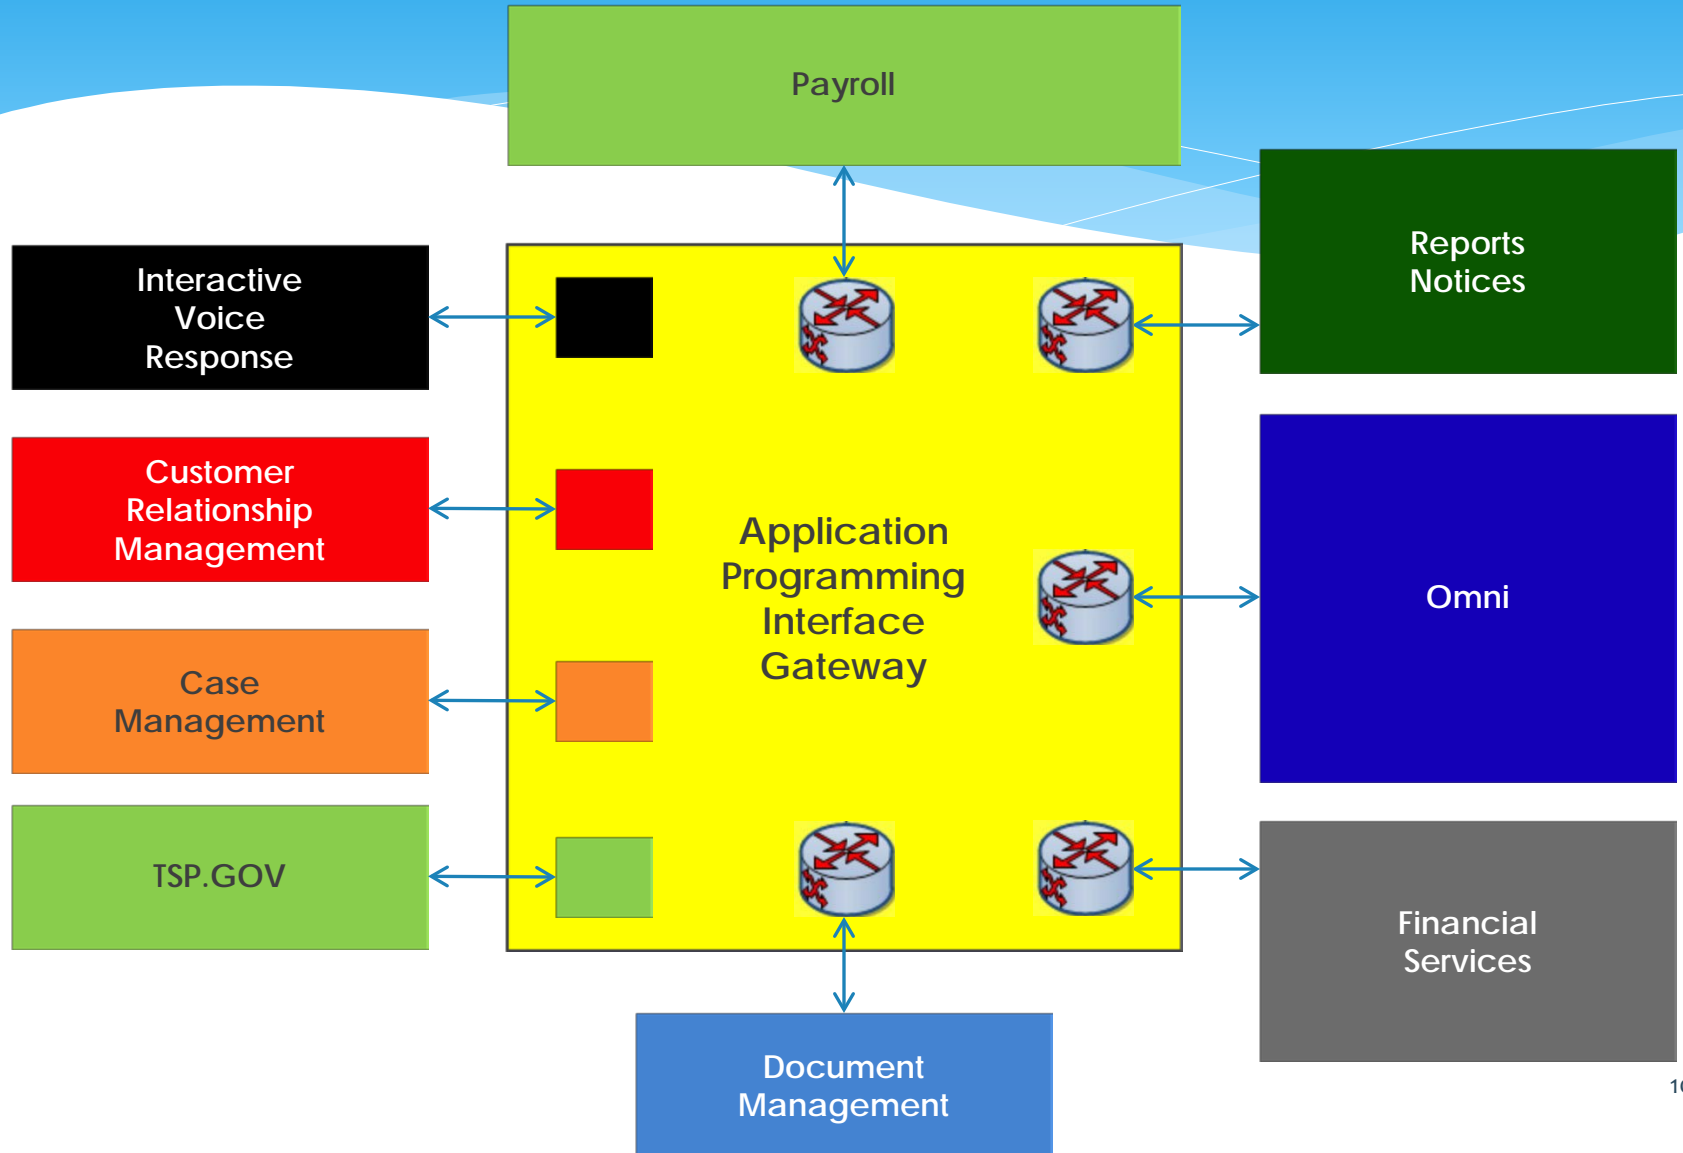 Payroll
Reports
Notices
Interactive
Voice
Response
Customer
Relationship
Management
Application
Programming
Interface
Gateway
Omni
Case
Management
TSP.GOV
Financial
Services
Document
Management